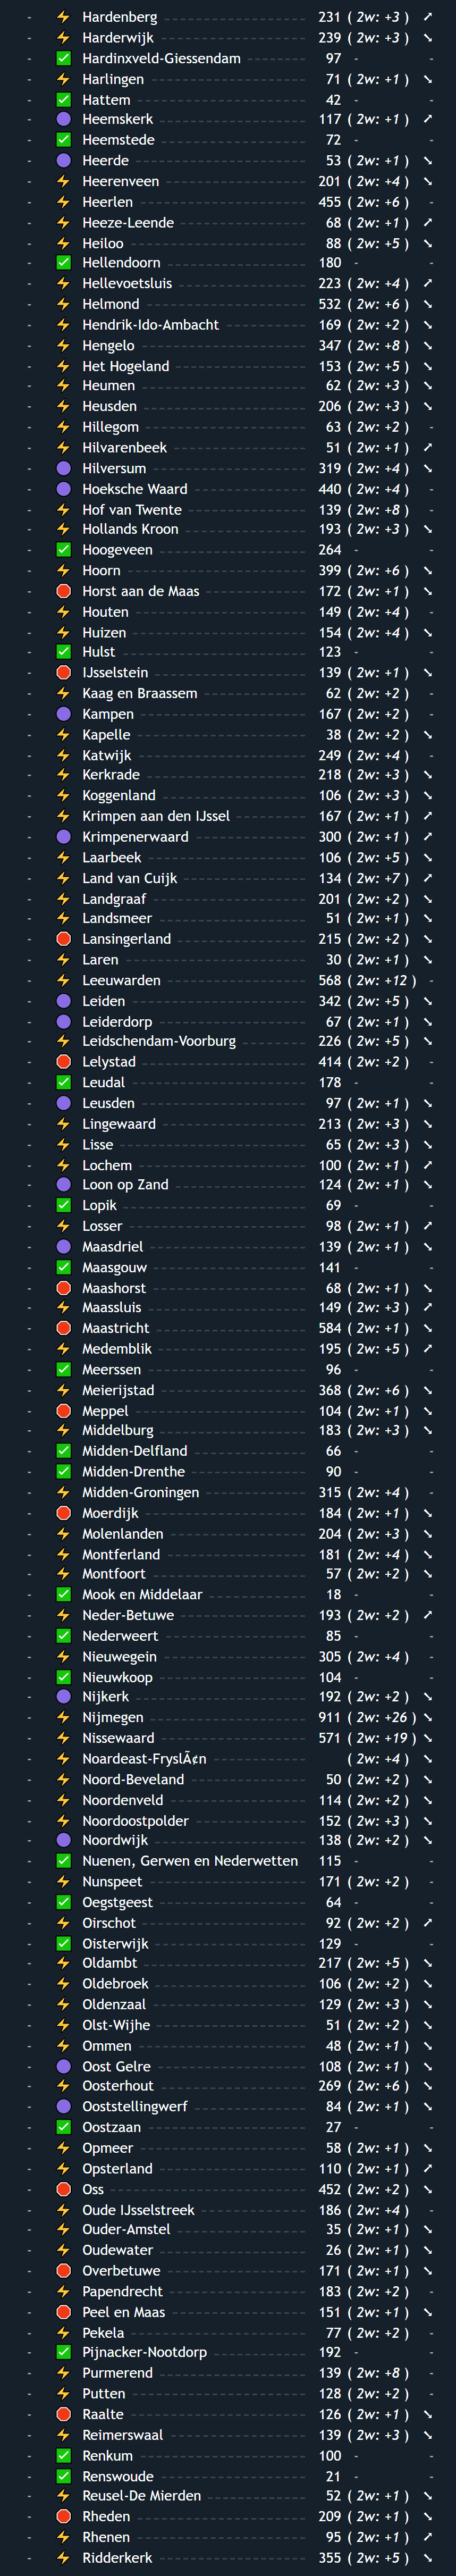 - ⚡ Hardenberg 231 ( 2w: +3 ) ➚
- ⚡ Harderwijk 239 ( 2w: +3 ) ➘
- ✅ Hardinxveld-Giessendam 97 - -
- ⚡ Harlingen 71 ( 2w: +1 ) ➘
- ✅ Hattem 42 - -
- 🟣 Heemskerk 117 ( 2w: +1 ) ➚
- ✅ Heemstede 72 - -
- 🟣 Heerde 53 ( 2w: +1 ) ➘
- ⚡ Heerenveen 201 ( 2w: +4 ) ➘
- ⚡ Heerlen 455 ( 2w: +6 ) -
- ⚡ Heeze-Leende 68 ( 2w: +1 ) ➚
- ⚡ Heiloo 88 ( 2w: +5 ) ➘
- ✅ Hellendoorn 180 - -
- ⚡ Hellevoetsluis 223 ( 2w: +4 ) ➚
- ⚡ Helmond 532 ( 2w: +6 ) ➘
- ⚡ Hendrik-Ido-Ambacht 169 ( 2w: +2 ) ➘
- ⚡ Hengelo 347 ( 2w: +8 ) ➘
- ⚡ Het Hogeland 153 ( 2w: +5 ) ➘
- ⚡ Heumen 62 ( 2w: +3 ) ➘
- ⚡ Heusden 206 ( 2w: +3 ) ➘
- ⚡ Hillegom 63 ( 2w: +2 ) -
- ⚡ Hilvarenbeek 51 ( 2w: +1 ) ➚
- 🟣 Hilversum 319 ( 2w: +4 ) ➘
- 🟣 Hoeksche Waard 440 ( 2w: +4 ) -
- ⚡ Hof van Twente 139 ( 2w: +8 ) -
- ⚡ Hollands Kroon 193 ( 2w: +3 ) ➘
- ✅ Hoogeveen 264 - -
- ⚡ Hoorn 399 ( 2w: +6 ) ➘
- 🛑 Horst aan de Maas 172 ( 2w: +1 ) ➘
- ⚡ Houten 149 ( 2w: +4 ) -
- ⚡ Huizen 154 ( 2w: +4 ) ➘
- ✅ Hulst 123 - -
- 🛑 IJsselstein 139 ( 2w: +1 ) ➘
- ⚡ Kaag en Braassem 62 ( 2w: +2 ) -
- 🟣 Kampen 167 ( 2w: +2 ) -
- ⚡ Kapelle 38 ( 2w: +2 ) ➘
- ⚡ Katwijk 249 ( 2w: +4 ) -
- ⚡ Kerkrade 218 ( 2w: +3 ) ➘
- ⚡ Koggenland 106 ( 2w: +3 ) ➘
- ⚡ Krimpen aan den IJssel 167 ( 2w: +1 ) ➚
- 🟣 Krimpenerwaard 300 ( 2w: +1 ) ➚
- ⚡ Laarbeek 106 ( 2w: +5 ) ➘
- ⚡ Land van Cuijk 134 ( 2w: +7 ) ➚
- ⚡ Landgraaf 201 ( 2w: +2 ) ➘
- ⚡ Landsmeer 51 ( 2w: +1 ) ➘
- 🛑 Lansingerland 215 ( 2w: +2 ) ➘
- ⚡ Laren 30 ( 2w: +1 ) ➘
- ⚡ Leeuwarden 568 ( 2w: +12 ) -
- 🟣 Leiden 342 ( 2w: +5 ) ➘
- 🟣 Leiderdorp 67 ( 2w: +1 ) ➘
- ⚡ Leidschendam-Voorburg 226 ( 2w: +5 ) ➘
- 🛑 Lelystad 414 ( 2w: +2 ) -
- ✅ Leudal 178 - -
- 🟣 Leusden 97 ( 2w: +1 ) ➘
- ⚡ Lingewaard 213 ( 2w: +3 ) ➘
- ⚡ Lisse 65 ( 2w: +3 ) ➘
- ⚡ Lochem 100 ( 2w: +1 ) ➚
- 🟣 Loon op Zand 124 ( 2w: +1 ) ➘
- ✅ Lopik 69 - -
- ⚡ Losser 98 ( 2w: +1 ) ➚
- 🟣 Maasdriel 139 ( 2w: +1 ) ➘
- ✅ Maasgouw 141 - -
- 🛑 Maashorst 68 ( 2w: +1 ) ➘
- ⚡ Maassluis 149 ( 2w: +3 ) ➚
- 🛑 Maastricht 584 ( 2w: +1 ) ➘
- ⚡ Medemblik 195 ( 2w: +5 ) ➚
- ✅ Meerssen 96 - -
- ⚡ Meierijstad 368 ( 2w: +6 ) ➘
- 🛑 Meppel 104 ( 2w: +1 ) ➘
- ⚡ Middelburg 183 ( 2w: +3 ) ➘
- ✅ Midden-Delfland 66 - -
- ✅ Midden-Drenthe 90 - -
- ⚡ Midden-Groningen 315 ( 2w: +4 ) -
- 🛑 Moerdijk 184 ( 2w: +1 ) ➘
- ⚡ Molenlanden 204 ( 2w: +3 ) ➘
- ⚡ Montferland 181 ( 2w: +4 ) ➘
- ⚡ Montfoort 57 ( 2w: +2 ) ➘
- ✅ Mook en Middelaar 18 - -
- ⚡ Neder-Betuwe 193 ( 2w: +2 ) ➚
- ✅ Nederweert 85 - -
- ⚡ Nieuwegein 305 ( 2w: +4 ) -
- ✅ Nieuwkoop 104 - -
- 🟣 Nijkerk 192 ( 2w: +2 ) ➘
- ⚡ Nijmegen 911 ( 2w: +26 ) ➘
- ⚡ Nissewaard 571 ( 2w: +19 ) ➘
- ⚡ Noardeast-FryslÃ¢n ( 2w: +4 ) ➘
- ⚡ Noord-Beveland 50 ( 2w: +2 ) ➘
- ⚡ Noordenveld 114 ( 2w: +2 ) ➘
- ⚡ Noordoostpolder 152 ( 2w: +3 ) ➘
- 🟣 Noordwijk 138 ( 2w: +2 ) ➘
- ✅ Nuenen, Gerwen en Nederwetten 115 - -
- ⚡ Nunspeet 171 ( 2w: +2 ) -
- ✅ Oegstgeest 64 - -
- ⚡ Oirschot 92 ( 2w: +2 ) ➚
- ✅ Oisterwijk 129 - -
- ⚡ Oldambt 217 ( 2w: +5 ) ➘
- ⚡ Oldebroek 106 ( 2w: +2 ) ➘
- ⚡ Oldenzaal 129 ( 2w: +3 ) ➘
- ⚡ Olst-Wijhe 51 ( 2w: +2 ) ➘
- ⚡ Ommen 48 ( 2w: +1 ) ➘
- 🟣 Oost Gelre 108 ( 2w: +1 ) ➘
- ⚡ Oosterhout 269 ( 2w: +6 ) ➘
- 🟣 Ooststellingwerf 84 ( 2w: +1 ) ➘
- ✅ Oostzaan 27 - -
- ⚡ Opmeer 58 ( 2w: +1 ) ➘
- ⚡ Opsterland 110 ( 2w: +1 ) ➚
- 🛑 Oss 452 ( 2w: +2 ) ➘
- ⚡ Oude IJsselstreek 186 ( 2w: +4 ) -
- ⚡ Ouder-Amstel 35 ( 2w: +1 ) ➘
- ⚡ Oudewater 26 ( 2w: +1 ) ➘
- 🛑 Overbetuwe 171 ( 2w: +1 ) ➘
- ⚡ Papendrecht 183 ( 2w: +2 ) -
- 🛑 Peel en Maas 151 ( 2w: +1 ) ➘
- ⚡ Pekela 77 ( 2w: +2 ) -
- ✅ Pijnacker-Nootdorp 192 - -
- ⚡ Purmerend 139 ( 2w: +8 ) -
- ⚡ Putten 128 ( 2w: +2 ) -
- 🛑 Raalte 126 ( 2w: +1 ) ➘
- ⚡ Reimerswaal 139 ( 2w: +3 ) ➘
- ✅ Renkum 100 - -
- ✅ Renswoude 21 - -
- ⚡ Reusel-De Mierden 52 ( 2w: +1 ) ➘
- 🛑 Rheden 209 ( 2w: +1 ) ➘
- ⚡ Rhenen 95 ( 2w: +1 ) ➚
- ⚡ Ridderkerk 355 ( 2w: +5 ) ➘